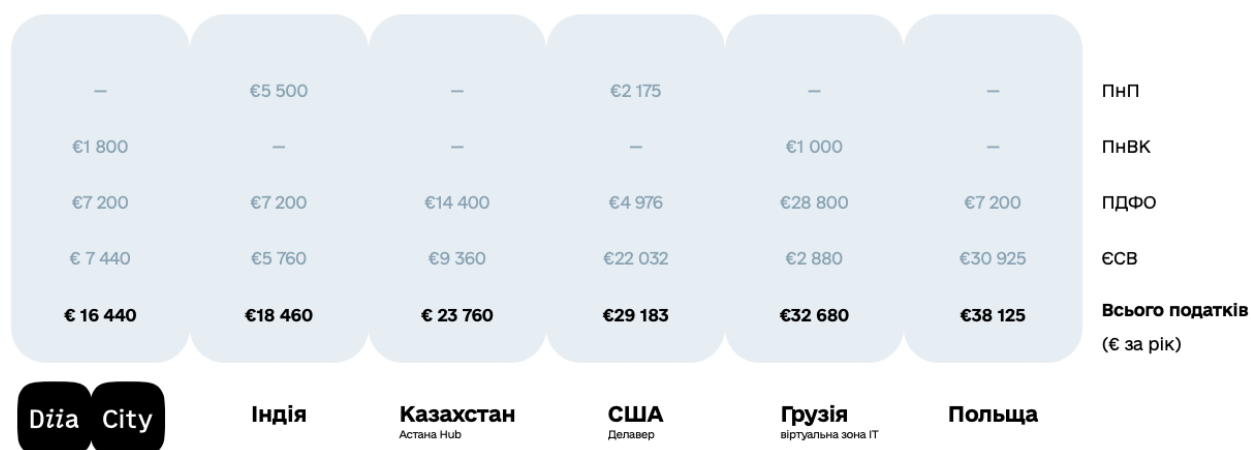 — €5 500 — €2 175 — — ПнП
€1 800 — — — €1 000 — ПнВК
€7 200 €7 200 €14 400 €4 976 €28 800 €7 200 ПДФО
€ 7 440 €5 760 €9 360 €22 032 €2 880 €30 925 ЄСВ
€ 16 440 €18 460 € 23 760 €29 183 €32 680 €38 125 Всього податків
(€ за рік)
Diia City Індія Казахстан США Грузія Польща
Астана Hub Делавер віртуальна зона ІТ